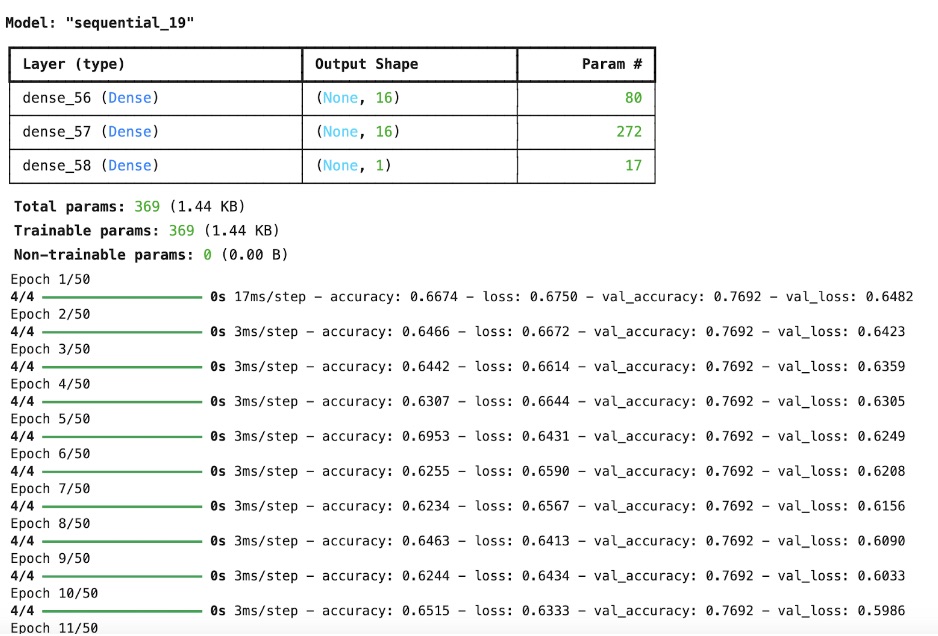 Model: "sequential_19"
Layer (type) Output Shape Param #
dense_56 (Dense) (None, 16) 80
dense_57 (Dense) (None, 16) 272
dense_58 (Dense) (None, 1) 17
Total params: 369 (1.44 KB)
Trainable params: 369 (1.44 KB)
Non-trainable params: 0 (0.00 B)
Epoch 1/50
4/4 0s 17ms/step - accuracy: 0.6674 - loss: 0.6750 - val_accuracy: 0.7692 - val_loss: 0.6482
Epoch 2/50
4/4 0s 3ms/step - accuracy: 0.6466 - loss: 0.6672 - val_accuracy: 0.7692 - val_loss: 0.6423
Epoch 3/50
4/4 0s 3ms/step - accuracy: 0.6442 - loss: 0.6614 - val_accuracy: 0.7692 - val_loss: 0.6359
Epoch 4/50
4/4 0s 3ms/step - accuracy: 0.6307 - loss: 0.6644 - val_accuracy: 0.7692 - val_loss: 0.6305
Epoch 5/50
4/4 0s 3ms/step - accuracy: 0.6953 - loss: 0.6431 - val_accuracy: 0.7692 - val_loss: 0.6249
Epoch 6/50
4/4 0s 3ms/step - accuracy: 0.6255 - loss: 0.6590 - val_accuracy: 0.7692 - val_loss: 0.6208
Epoch 7/50
4/4 0s 3ms/step - accuracy: 0.6234 - loss: 0.6567 - val_accuracy: 0.7692 - val_loss: 0.6156
Epoch 8/50
4/4 0s 3ms/step - accuracy: 0.6463 - loss: 0.6413 - val_accuracy: 0.7692 - val_loss: 0.6090
Epoch 9/50
4/4 0s 3ms/step - accuracy: 0.6244 - loss: 0.6434 - val_accuracy: 0.7692 - val_loss: 0.6033
Epoch 10/50
4/4 0s 3ms/step - accuracy: 0.6515 - loss: 0.6333 - val_accuracy: 0.7692 - val_loss: 0.5986
Epoch 11/50